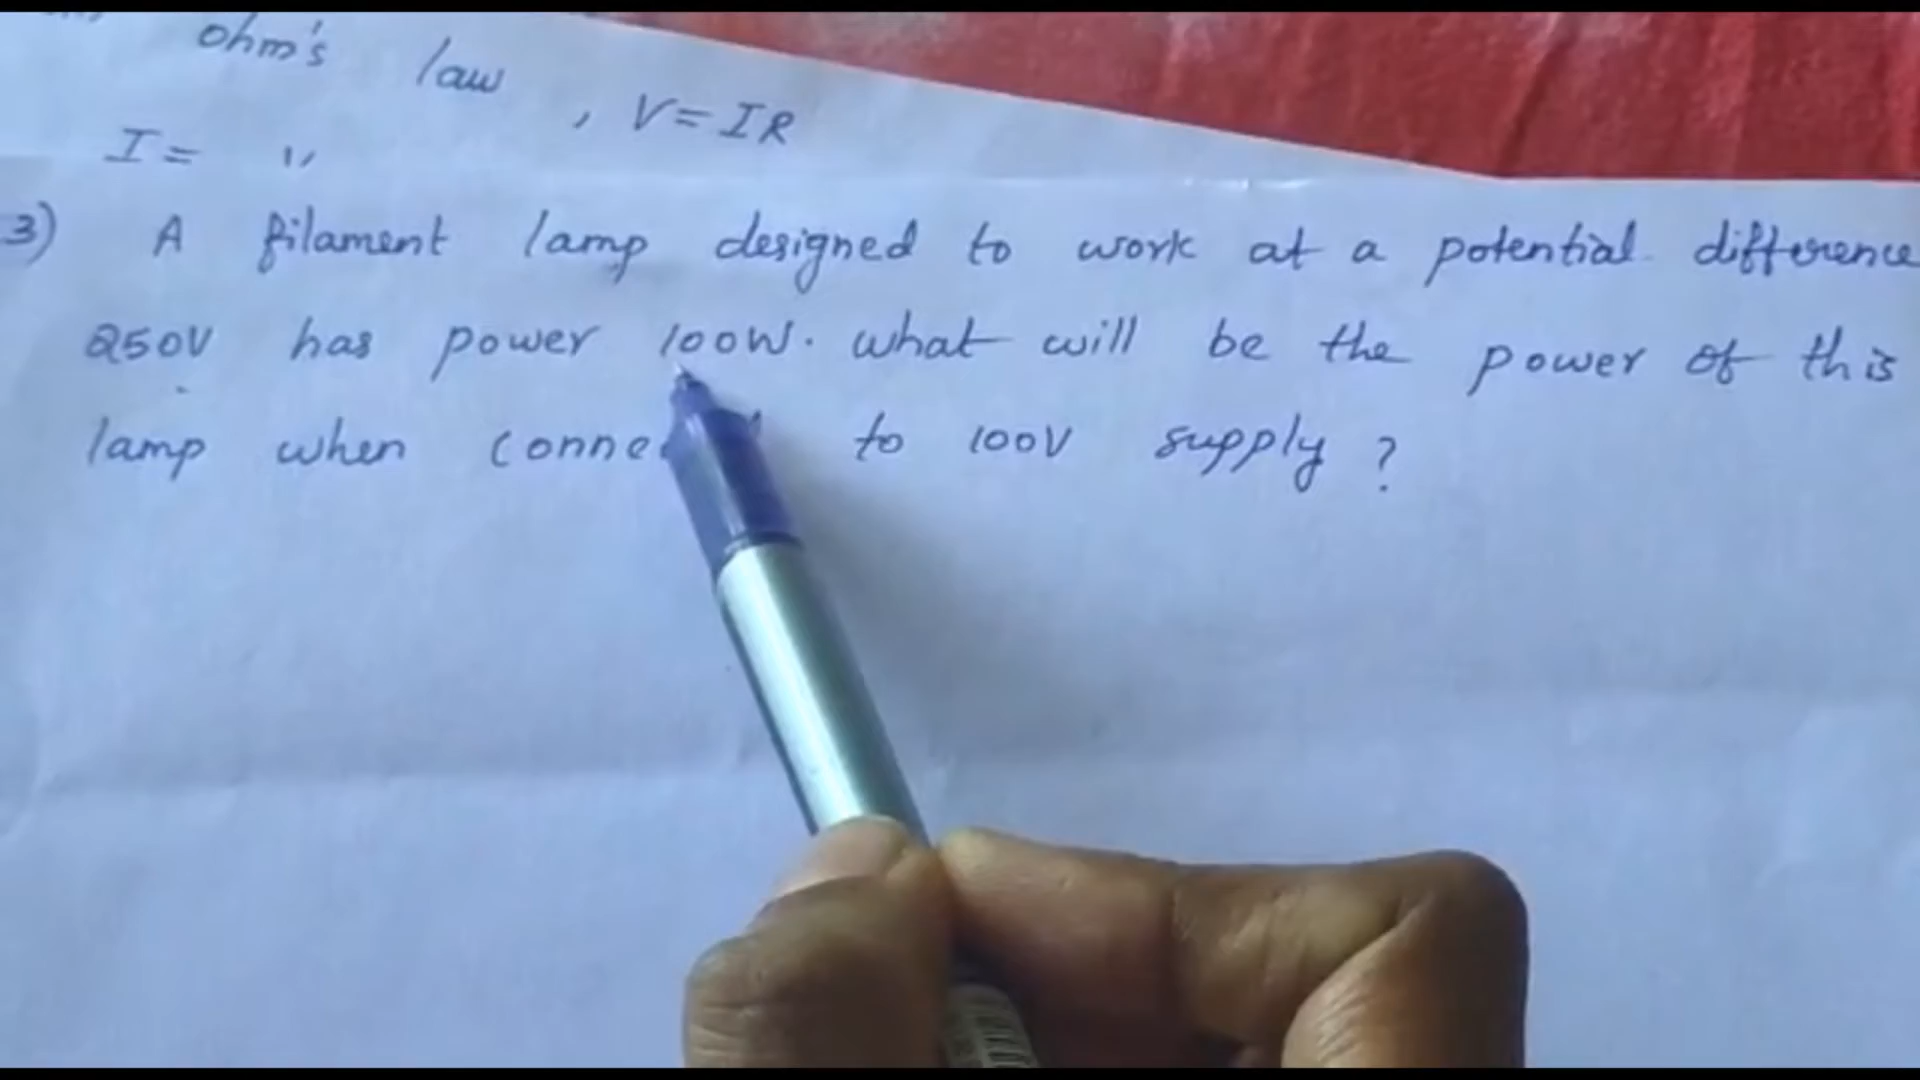 ohm's law, V=IR
I=
3) A filament lamp designed to work at a potential difference
250V has power 100W. what will be the power of this
lamp when to 100V supply?